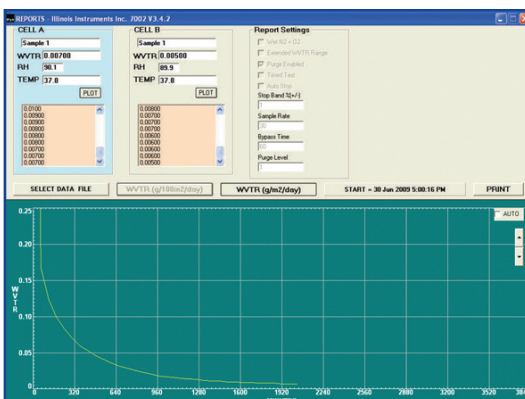 REPORTS - Illinois Instruments Inc. 7002 V3.4.2
CELL A
Sample 1
WVTR 0.00700
RH 90.1
TEMP 37.8
PLOT
0.0100
0.00900
0.00900
0.00800
0.00800
0.00800
0.00700
0.00700
0.00700
CELL B
Sample 1
WVTR 0.00500
RH 89.9
TEMP 37.8
PLOT
0.00800
0.00700
0.00700
0.00700
0.00600
0.00600
0.00600
0.00600
0.00500
Report Settings
Wet N2 + O2
Extended WVTR Range
Purge Enabled
Timed Test
Auto Stop
Stop Band %(+/-)
Sample Rate
Bypass Time
Purge Level
SELECT DATA FILE
WVTR (g/100in2/day)
WVTR (g/m2/day)
START = 30 Jun 2009 5:00:16 PM
PRINT
AUTO
WVTR
0.25
0.20
0.15
0.10
0.05
0
0 320 640 960 1280 1600 1920 2240 2560 2880 3200 3520 384